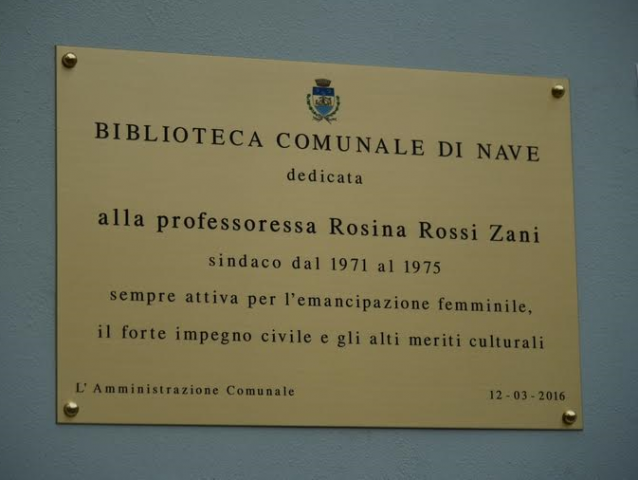 BIBLIOTECA COMUNALE DI NAVE
dedicata
alla professoressa Rosina Rossi Zani
sindaco dal 1971 al 1975
sempre attiva per l'emancipazione femminile,
il forte impegno civile e gli alti meriti culturali
L' Amministrazione Comunale
12 - 03 - 2016